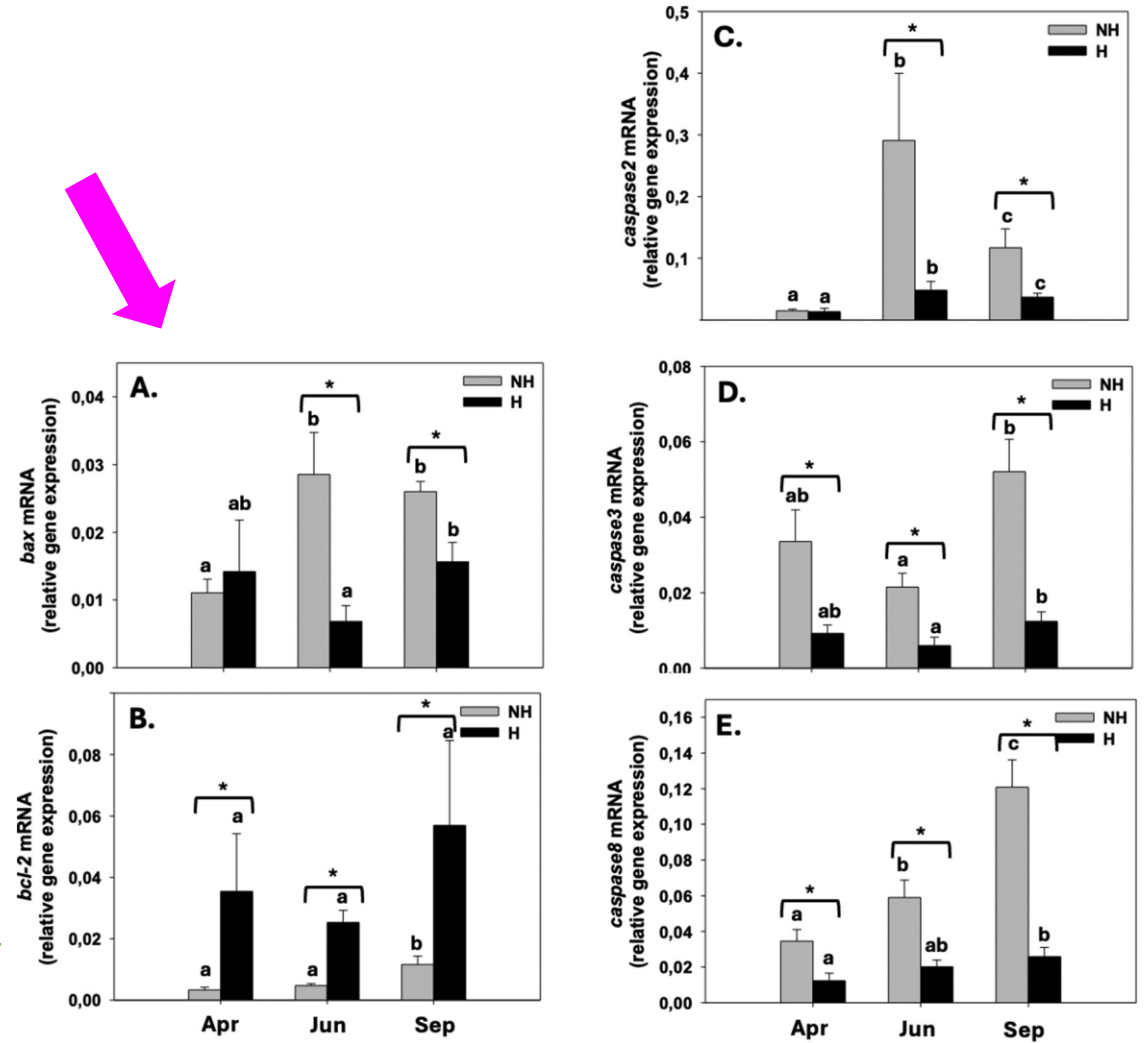 A.
NH
H
bax mRNA
(relative gene expression)
0,04
0,03
0,02
0,01
0,00
a
ab
*
b
a
*
b
b
B.
NH
H
bcl-2 mRNA
(relative gene expression)
0,08
0,06
0,04
0,02
0,00
*
a
a
*
a
a
*
b
a
Apr
Jun
Sep
C.
NH
H
caspase2 mRNA
(relative gene expression)
0,5
0,4
0,3
0,2
0,1
a
a
*
b
b
*
c
c
D.
NH
H
caspase3 mRNA
(relative gene expression)
0,08
0,06
0,04
0,02
0.00
*
ab
ab
*
a
a
*
b
b
E.
NH
H
caspase8 mRNA
(relative gene expression)
0,16
0,14
0,12
0,10
0,08
0,06
0,04
0,02
0,00
*
a
a
*
b
ab
*
c
b
Apr
Jun
Sep